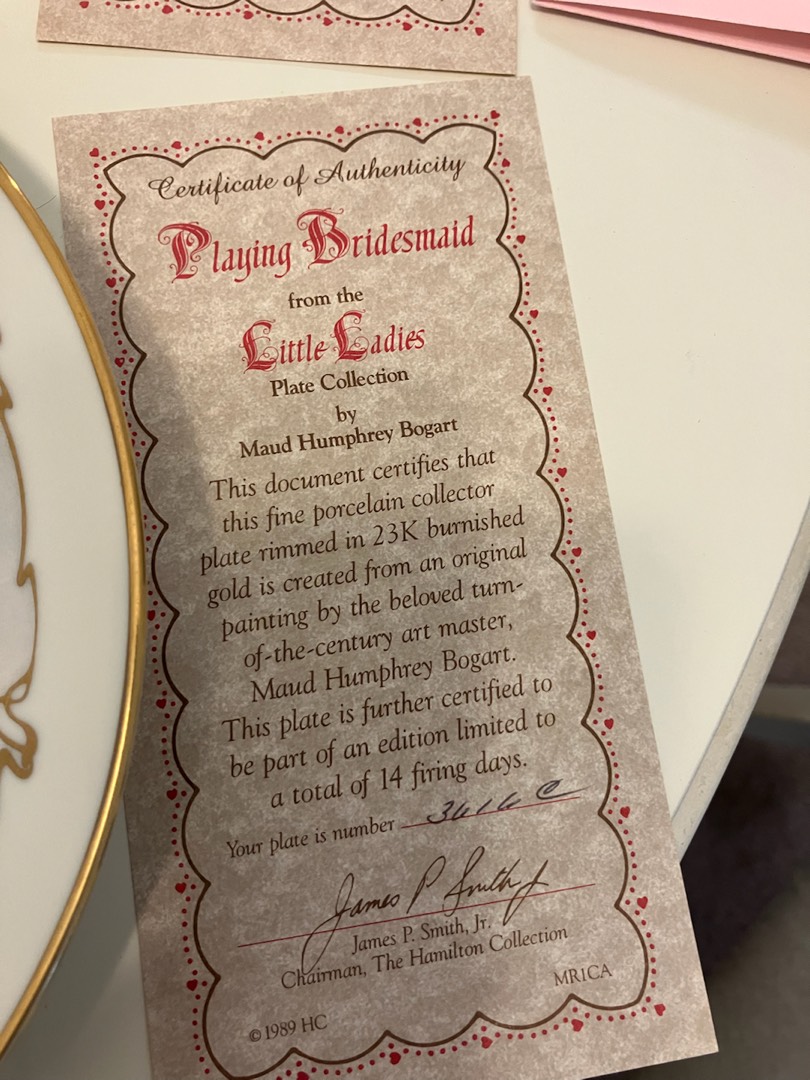 Certificate of Authenticity
Playing Bridesmaid
from the
Little Ladies
Plate Collection
by
Maud Humphrey Bogart
This document certifies that
this fine porcelain collector
plate rimmed in 23K burnished
gold is created from an original
painting by the beloved turn-
of-the-century art master,
Maud Humphrey Bogart.
This plate is further certified to
be part of an edition limited to
a total of 14 firing days.
Your plate is number 3616 C
James P Smith Jr
James P. Smith, Jr.
Chairman, The Hamilton Collection
MRICA
© 1989 HC